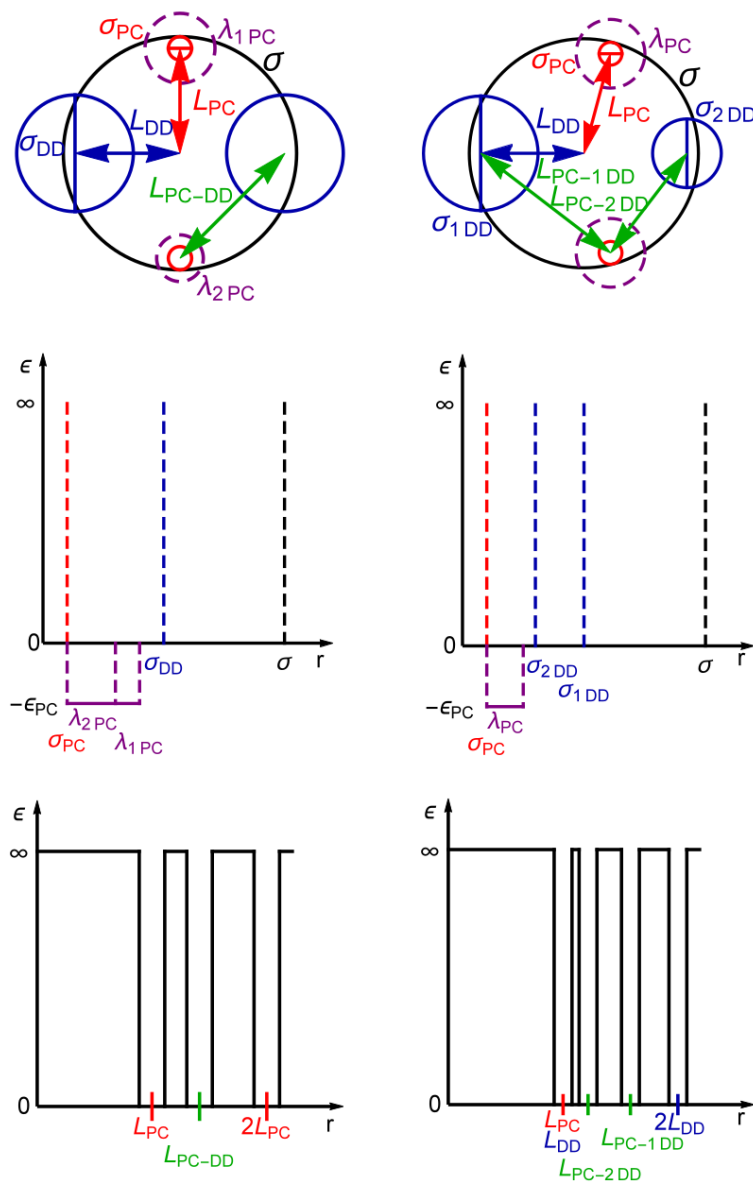 σPC λ1 PC σ
LPC
σDD LDD
LPC−DD
λ2 PC
λPC
σPC σ
LPC σ2 DD
LDD
LPC−1 DD
LPC−2 DD
σ1 DD
ϵ
∞
0
σDD σ r
−ϵPC
λ2 PC
σPC λ1 PC
ϵ
∞
0
σ2 DD σ r
σ1 DD
−ϵPC λPC
σPC
ϵ
∞
0
LPC 2LPC r
LPC−DD
ϵ
∞
0
LPC 2LDD r
LDD LPC−1 DD
LPC−2 DD